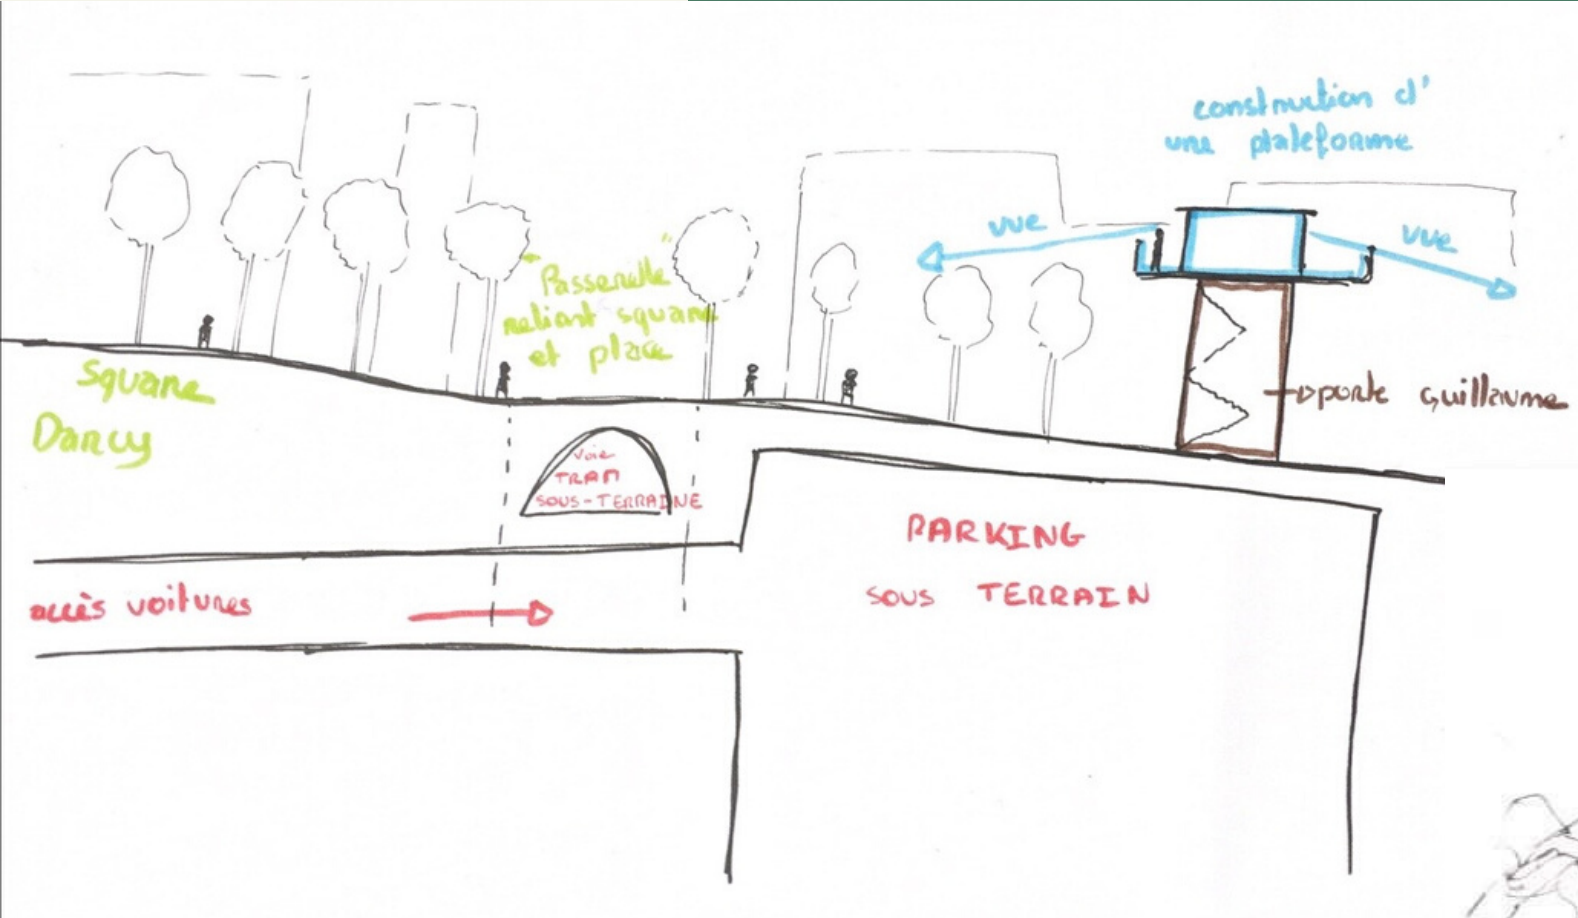 construction d'
une plateforme
vue
vue
"Passerelle"
reliant square
et place
Square
Darcy
porte Guillaume
Voie
TRAM
SOUS-TERRAINE
PARKING
SOUS TERRAIN
accès voitures